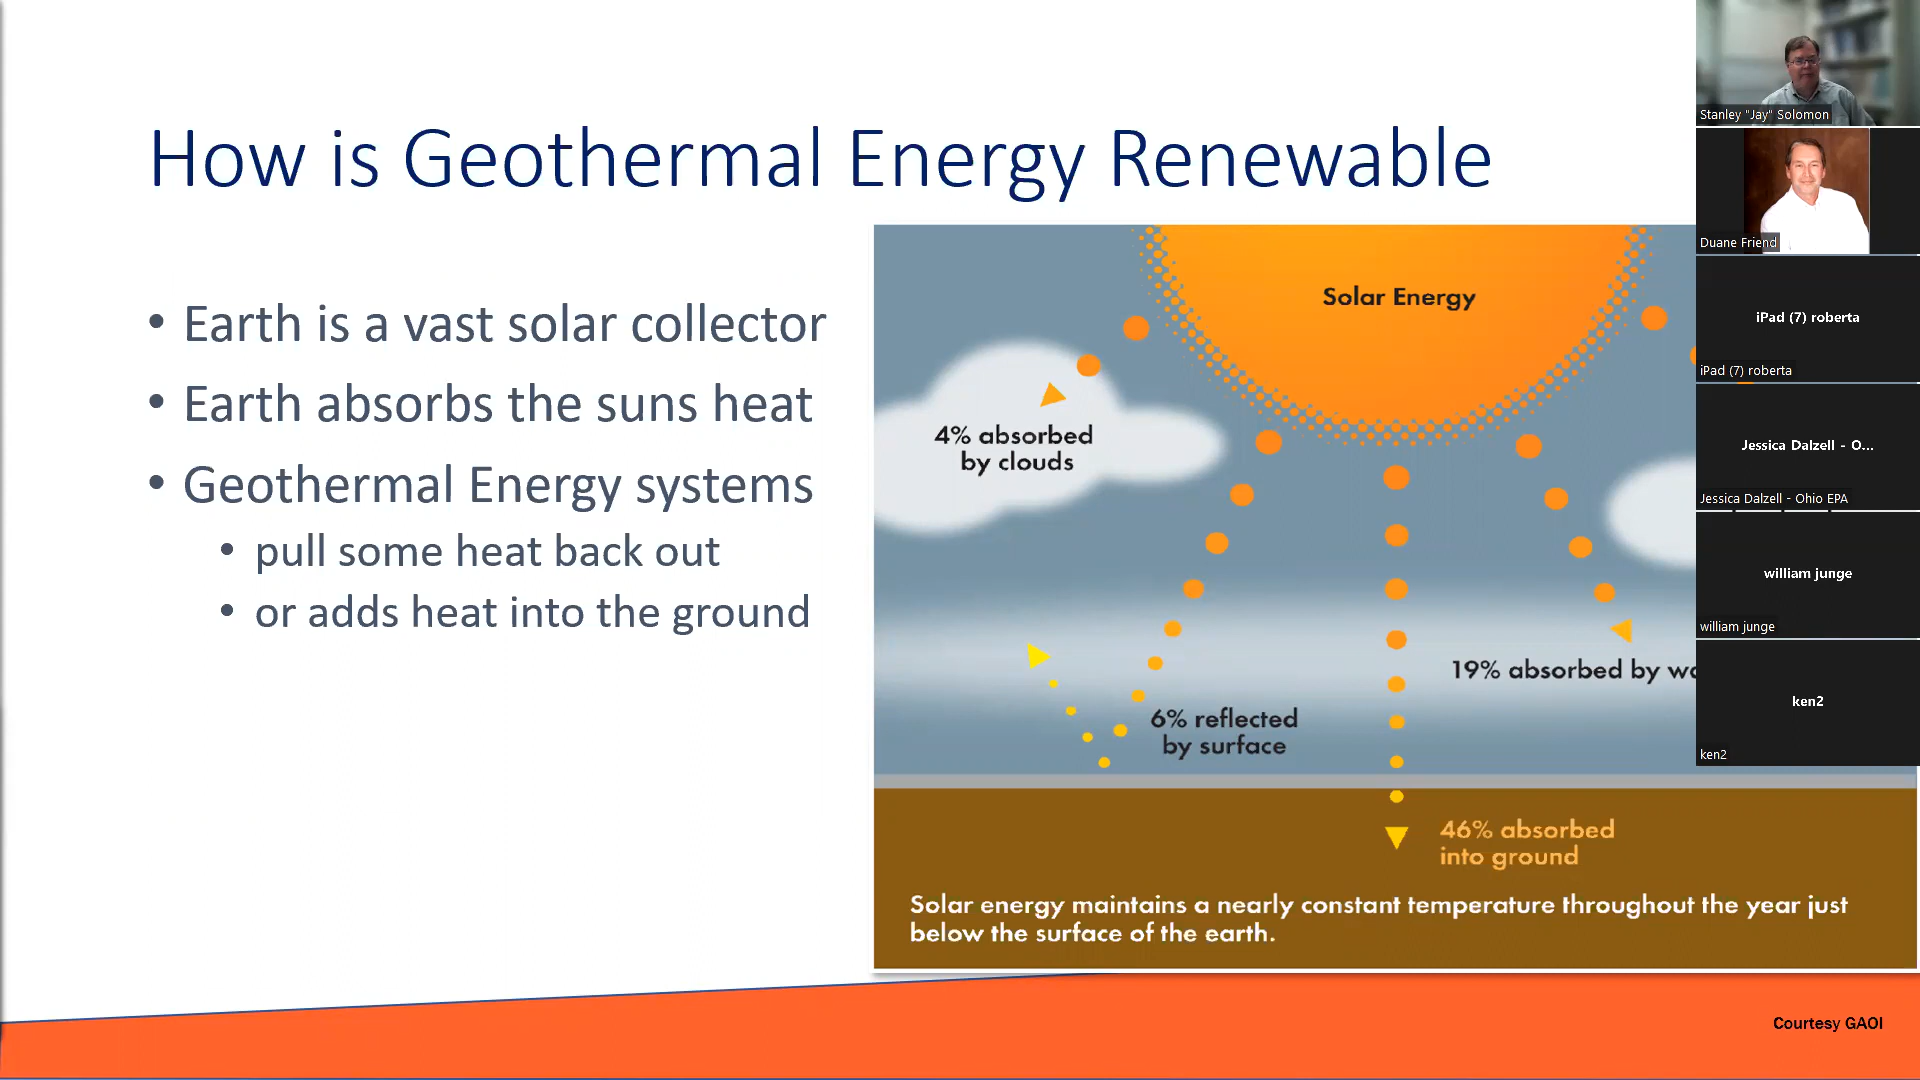 How is Geothermal Energy Renewable
• Earth is a vast solar collector
• Earth absorbs the suns heat
• Geothermal Energy systems
• pull some heat back out
• or adds heat into the ground
Solar Energy
4% absorbed
by clouds
19% absorbed by
6% reflected
by surface
46% absorbed
into ground
Solar energy maintains a nearly constant temperature throughout the year just
below the surface of the earth.
Courtesy GAOI
Stanley "Jay" Solomon
Duane Friend
iPad (7) roberta
iPad (7) roberta
Jessica Dalzell - O...
Jessica Dalzell - Ohio EPA
william junge
william junge
ken2
ken2